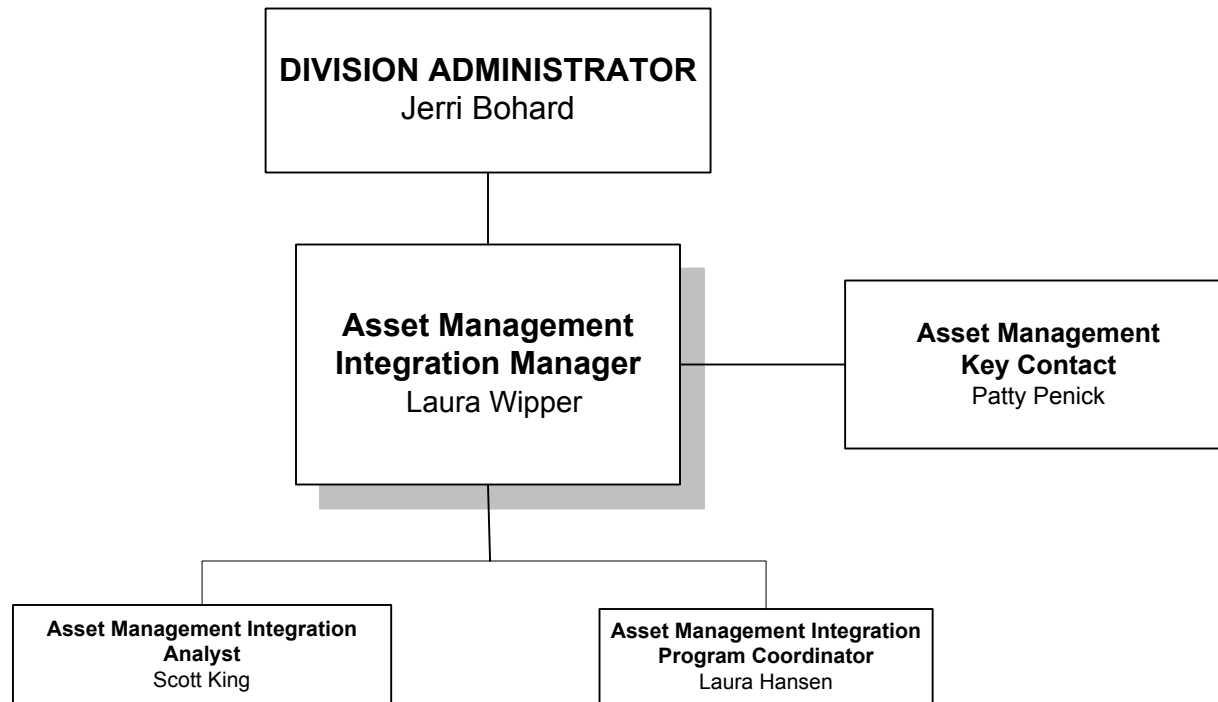 DIVISION ADMINISTRATOR
Jerri Bohard
Asset Management
Integration Manager
Laura Wipper
Asset Management
Key Contact
Patty Penick
Asset Management Integration
Analyst
Scott King
Asset Management Integration
Program Coordinator
Laura Hansen